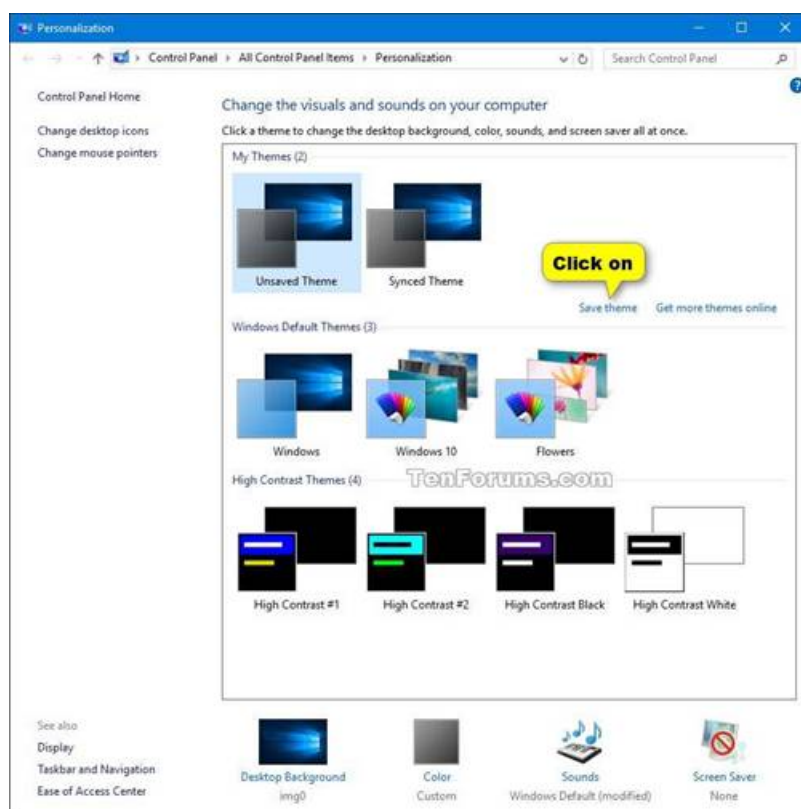 Personalization
Control Panel › All Control Panel Items › Personalization
Search Control Panel
?
Control Panel Home
Change desktop icons
Change mouse pointers
Change the visuals and sounds on your computer
Click a theme to change the desktop background, color, sounds, and screen saver all at once.
My Themes (2)
Unsaved Theme
Synced Theme
Click on
Save theme
Get more themes online
Windows Default Themes (3)
Windows
Windows 10
Flowers
High Contrast Themes (4)
TenForums.com
High Contrast #1
High Contrast #2
High Contrast Black
High Contrast White
See also
Display
Taskbar and Navigation
Ease of Access Center
Desktop Background
img0
Color
Custom
Sounds
Windows Default (modified)
Screen Saver
None